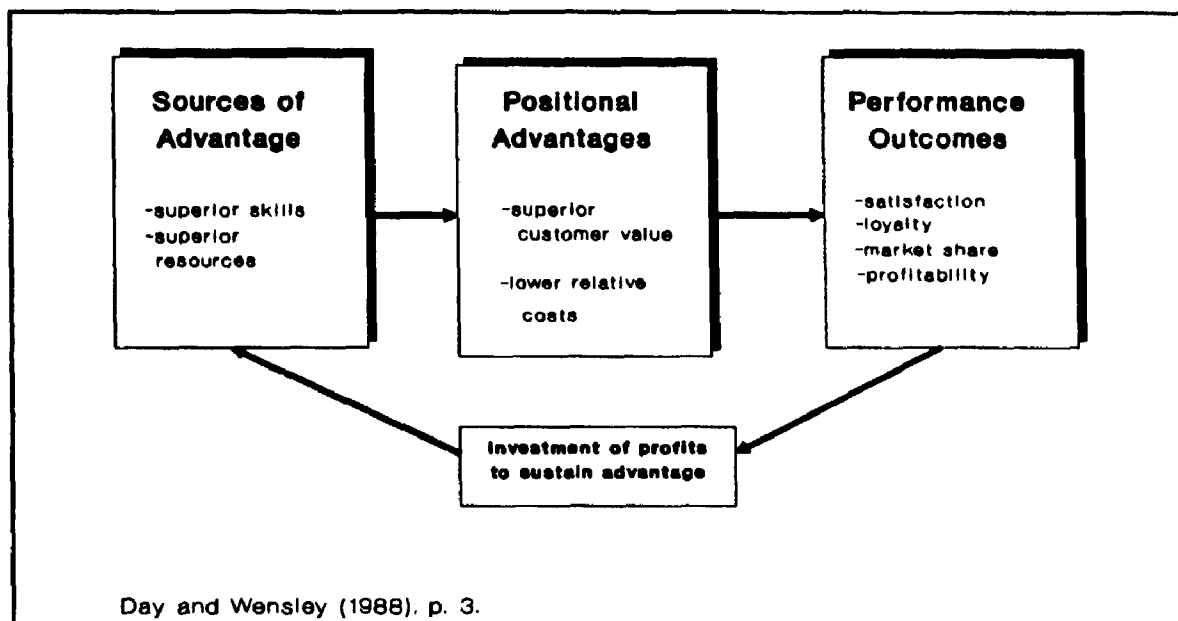 Sources of
Advantage
-superior skills
-superior
resources
Positional
Advantages
-superior
customer value
-lower relative
costs
Performance
Outcomes
-satisfaction
-loyalty
-market share
-profitability
Investment of profits
to sustain advantage
Day and Wensley (1988), p. 3.